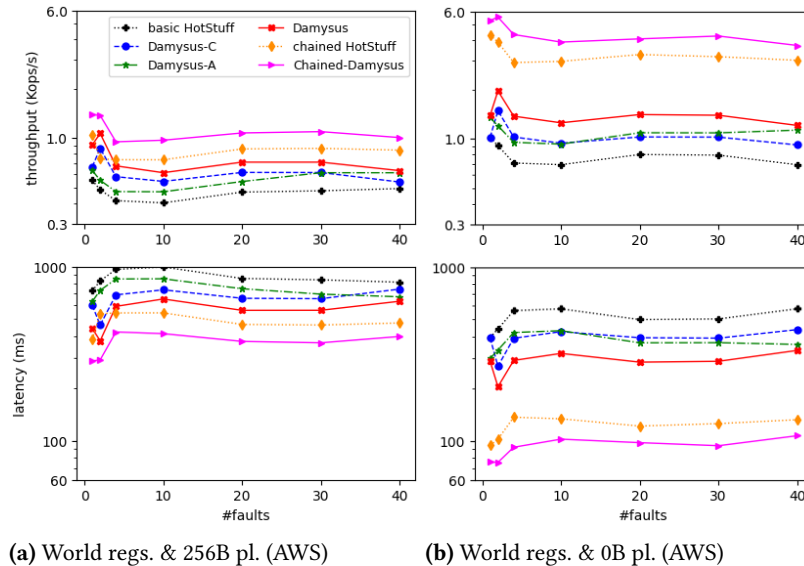 6.0
1.0
0.3
throughput (Kops/s)
basic HotStuff
Damysus-C
Damysus-A
Damysus
chained HotStuff
Chained-Damysus
0 10 20 30 40
6.0
1.0
0.3
0 10 20 30 40
1000
100
60
latency (ms)
0 10 20 30 40
#faults
1000
100
60
0 10 20 30 40
#faults
(a) World regs. & 256B pl. (AWS)
(b) World regs. & 0B pl. (AWS)